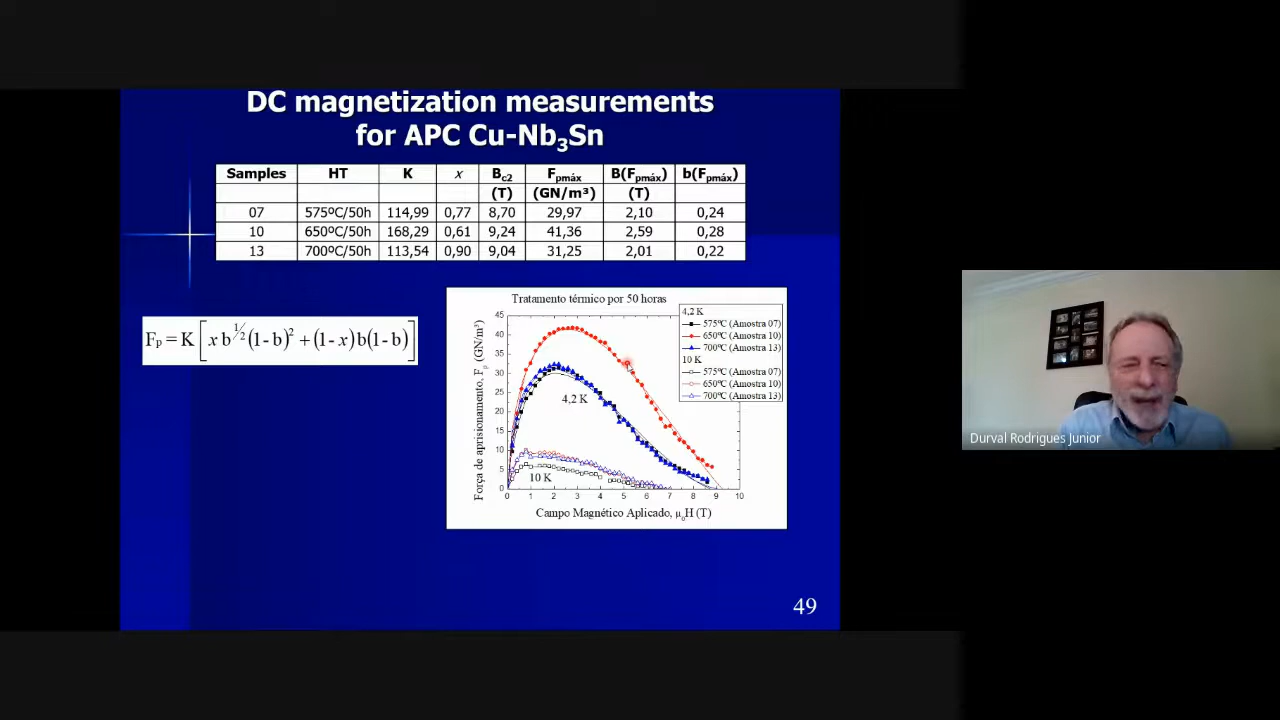 DC magnetization measurements
for APC Cu-Nb₃Sn
Samples HT K x Bc2 Fpmáx B(Fpmáx) b(Fpmáx)
(T) (GN/m³) (T)
07 575ºC/50h 114,99 0,77 8,70 29,97 2,10 0,24
10 650ºC/50h 168,29 0,61 9,24 41,36 2,59 0,28
13 700ºC/50h 113,54 0,90 9,04 31,25 2,01 0,22
Fp = K [ x b^½ (1 - b)² + (1 - x) b(1 - b) ]
Tratamento térmico por 50 horas
4,2 K
575ºC (Amostra 07)
650ºC (Amostra 10)
700ºC (Amostra 13)
10 K
575ºC (Amostra 07)
650ºC (Amostra 10)
700ºC (Amostra 13)
Força de aprisionamento, Fp (GN/m³)
45
40
35
30
25
20
15
10
5
0
4,2 K
10 K
0 1 2 3 4 5 6 7 8 9 10
Campo Magnético Aplicado, μ₀H (T)
49
Durval Rodrigues Junior